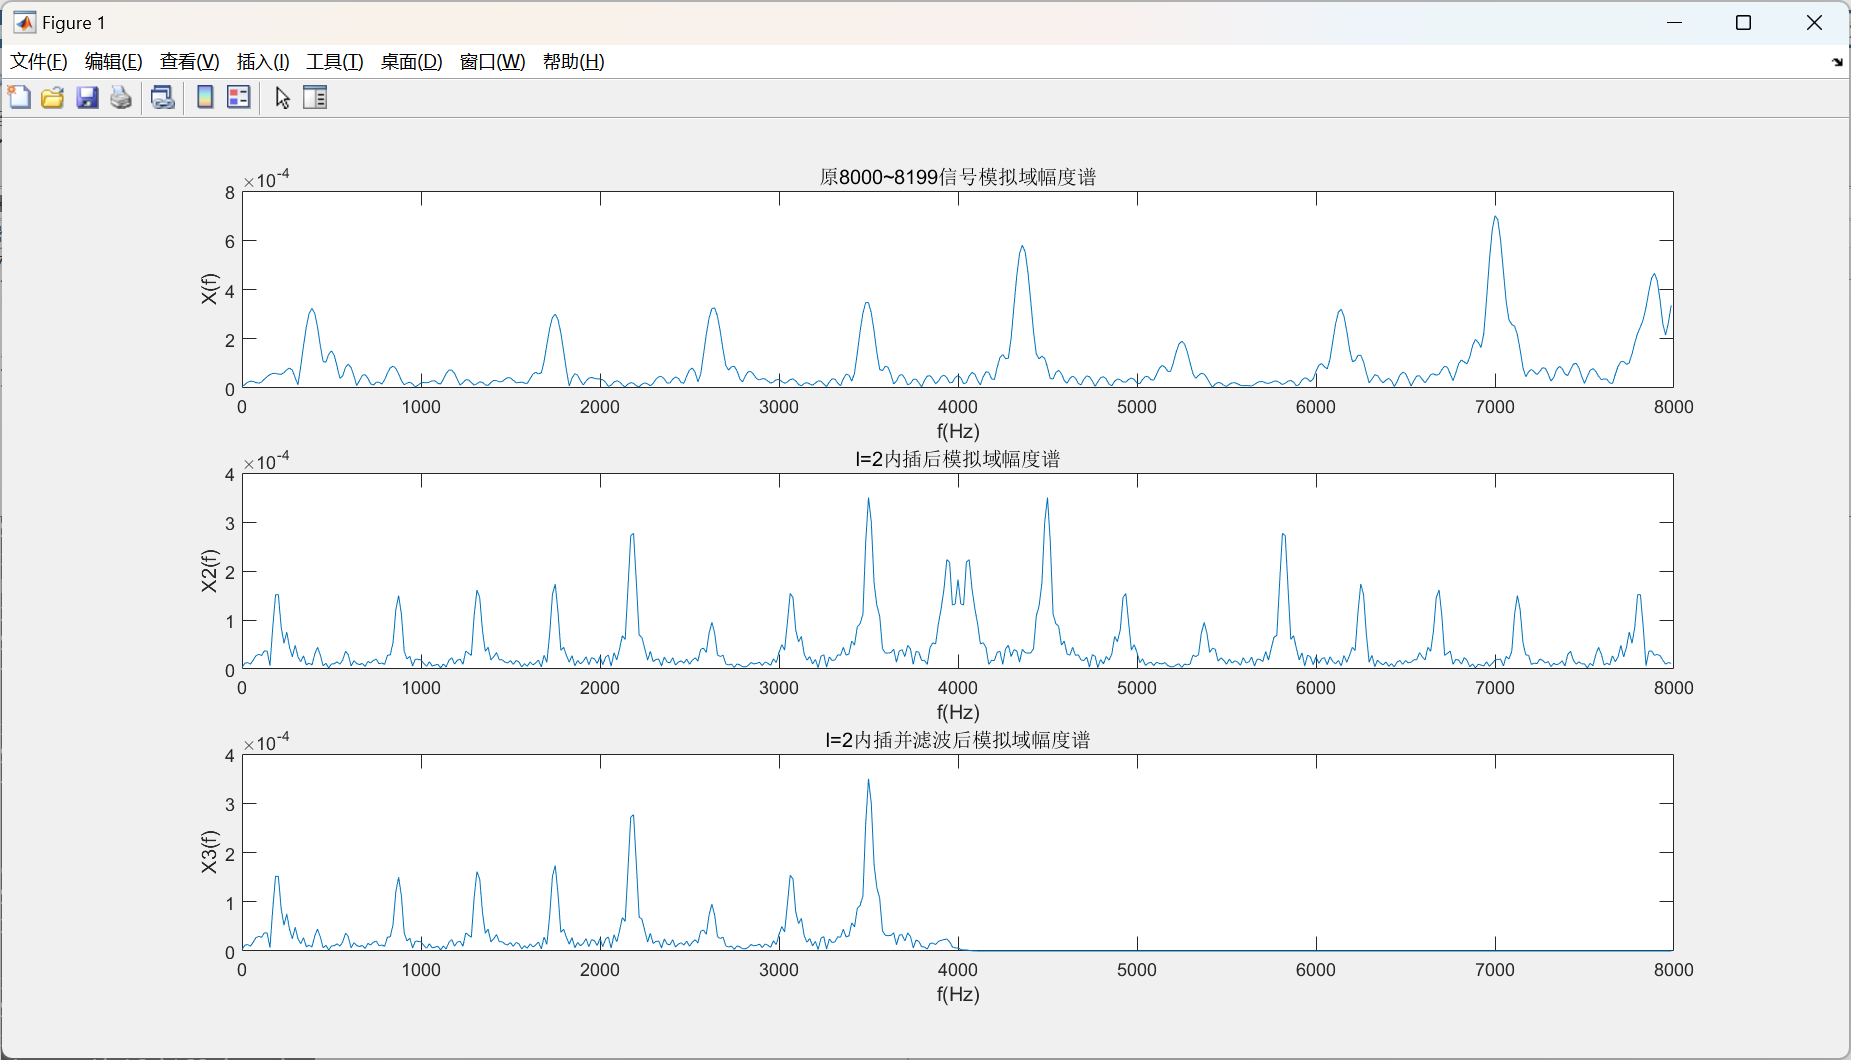 Figure 1
文件(F) 编辑(E) 查看(V) 插入(I) 工具(T) 桌面(D) 窗口(W) 帮助(H)
原8000~8199信号模拟域幅度谱
×10-4
8
6
4
2
0
X(f)
0 1000 2000 3000 4000 5000 6000 7000 8000
f(Hz)
I=2内插后模拟域幅度谱
×10-4
4
3
2
1
0
X2(f)
0 1000 2000 3000 4000 5000 6000 7000 8000
f(Hz)
I=2内插并滤波后模拟域幅度谱
×10-4
4
3
2
1
0
X3(f)
0 1000 2000 3000 4000 5000 6000 7000 8000
f(Hz)